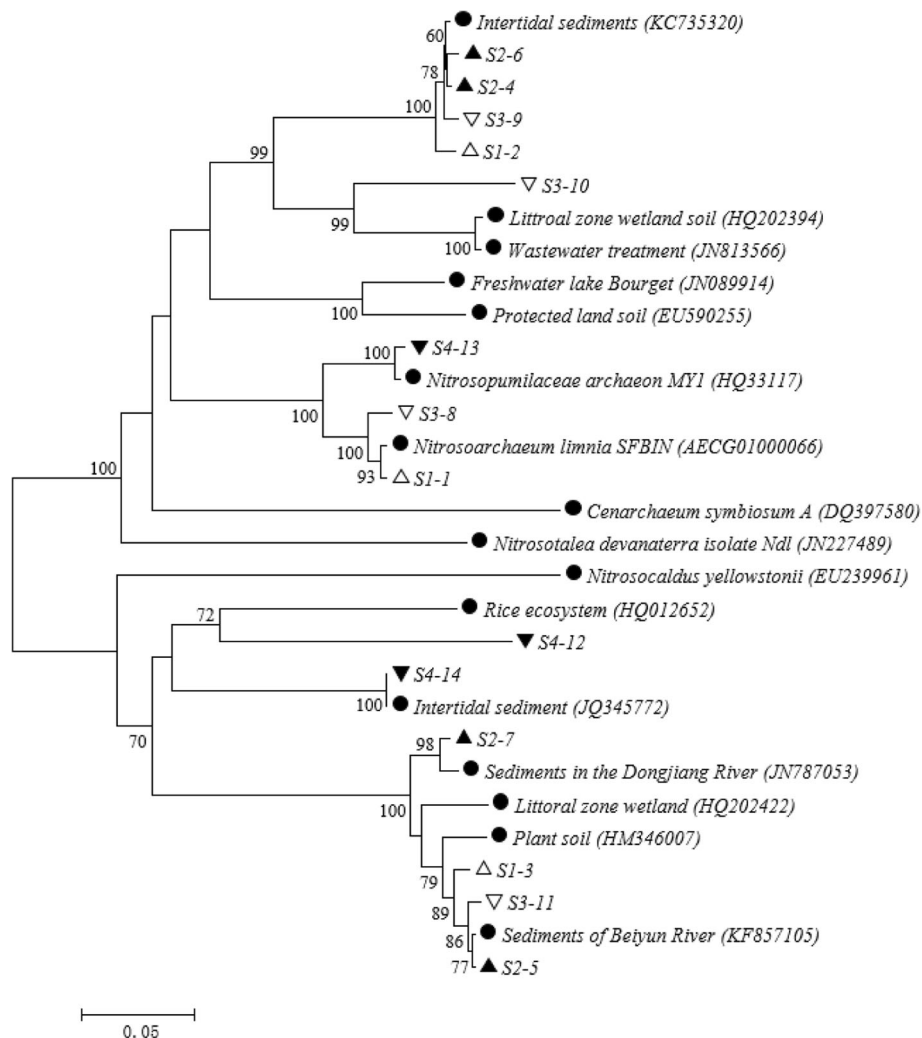 Intertidal sediments (KC735320)
60
S2-6
78
S2-4
100
S3-9
S1-2
99
S3-10
99
Littroal zone wetland soil (HQ202394)
100
Wastewater treatment (JN813566)
Freshwater lake Bourget (JN089914)
100
Protected land soil (EU590255)
S4-13
100
Nitrosopumilaceae archaeon MY1 (HQ33117)
100
S3-8
100
Nitrosoarchaeum limnia SFBIN (AECG01000066)
93
S1-1
100
Cenarchaeum symbiosum A (DQ397580)
Nitrosotalea devanaterra isolate Ndl (JN227489)
Nitrosocaldus yellowstonii (EU239961)
Rice ecosystem (HQ012652)
72
S4-12
S4-14
100
Intertidal sediment (JQ345772)
70
S2-7
98
Sediments in the Dongjiang River (JN787053)
100
Littoral zone wetland (HQ202422)
Plant soil (HM346007)
79
S1-3
89
S3-11
86
Sediments of Beiyun River (KF857105)
77
S2-5
0.05